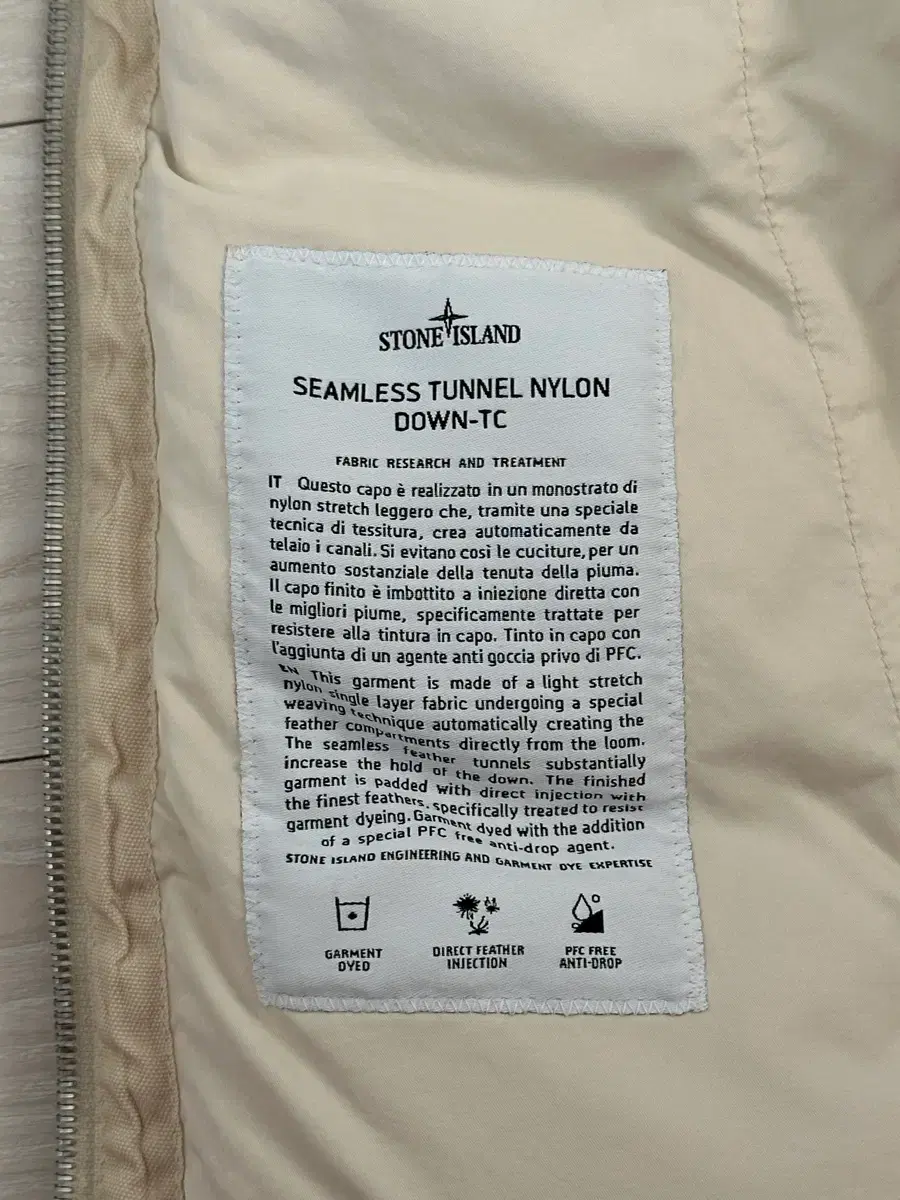 STONE ISLAND
SEAMLESS TUNNEL NYLON
DOWN-TC
FABRIC RESEARCH AND TREATMENT
IT Questo capo è realizzato in un monostrato di
nylon stretch leggero che, tramite una speciale
tecnica di tessitura, crea automaticamente da
telaio i canali. Si evitano così le cuciture, per un
aumento sostanziale della tenuta della piuma.
Il capo finito è imbottito a iniezione diretta con
le migliori piume, specificamente trattate per
resistere alla tintura in capo. Tinto in capo con
l'aggiunta di un agente anti goccia privo di PFC.
EN This garment is made of a light stretch
nylon single layer fabric undergoing a special
weaving technique automatically creating the
feather compartments directly from the loom.
The seamless feather tunnels substantially
increase the hold of the down. The finished
garment is padded with direct injection with
the finest feathers, specifically treated to resist
garment dyeing. Garment dyed with the addition
of a special PFC free anti-drop agent.
STONE ISLAND ENGINEERING AND GARMENT DYE EXPERTISE
GARMENT DYED
DIRECT FEATHER INJECTION
PFC FREE ANTI-DROP